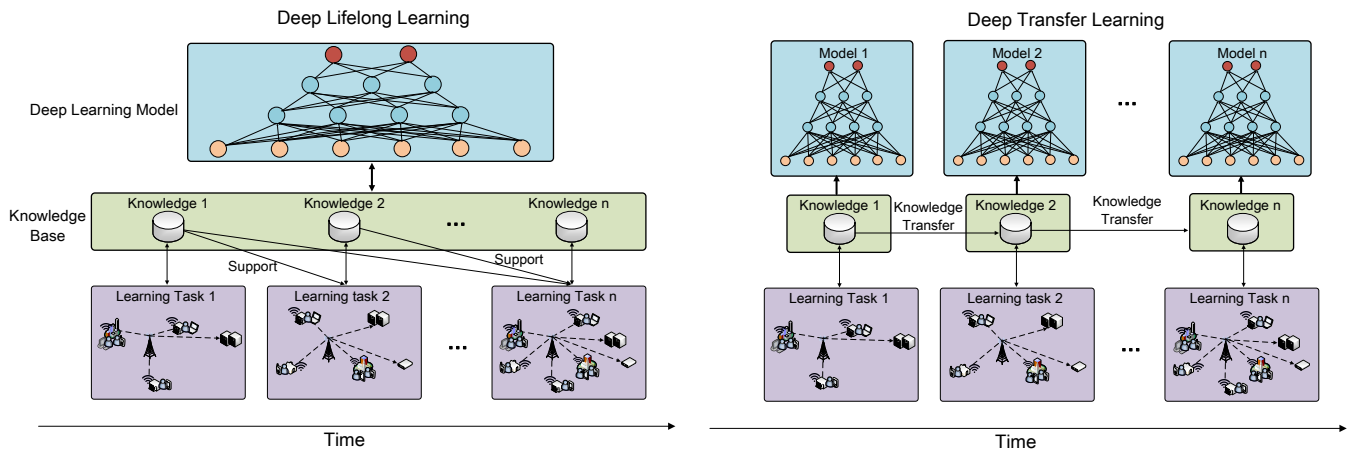 Deep Lifelong Learning
Deep Learning Model
Knowledge
Base
Knowledge 1
Knowledge 2
...
Knowledge n
Support
Support
Learning Task 1
Learning task 2
...
Learning Task n
Time
Deep Transfer Learning
Model 1
Model 2
...
Model n
Knowledge 1
Knowledge
Transfer
Knowledge 2
Knowledge
Transfer
Knowledge n
Learning Task 1
Learning task 2
...
Learning Task n
Time